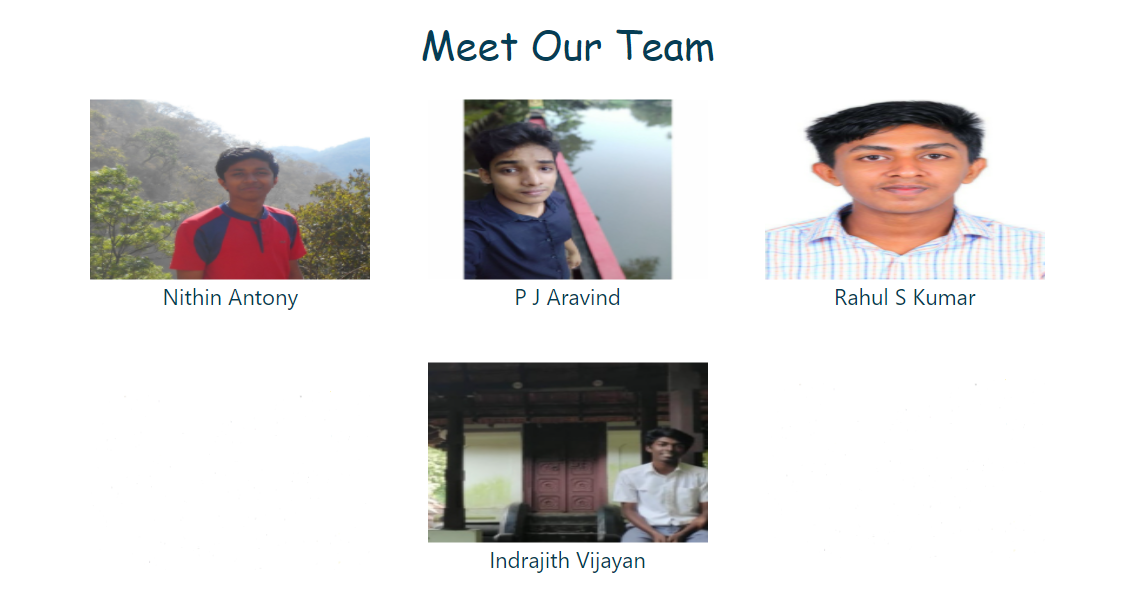 Meet Our Team
Nithin Antony
P J Aravind
Rahul S Kumar
Indrajith Vijayan